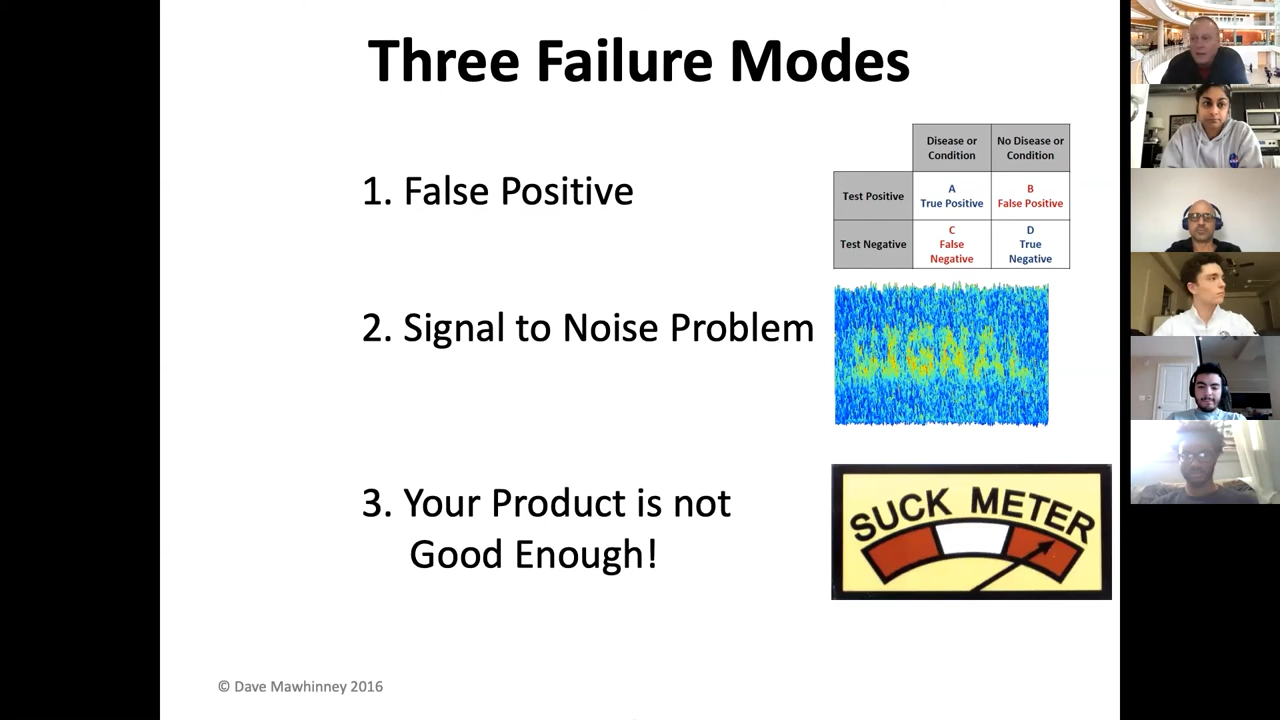 Three Failure Modes
1. False Positive
Disease or
Condition
No Disease or
Condition
Test Positive
A
True Positive
B
False Positive
Test Negative
C
False
Negative
D
True
Negative
2. Signal to Noise Problem
SIGNAL
3. Your Product is not
Good Enough!
SUCK METER
© Dave Mawhinney 2016